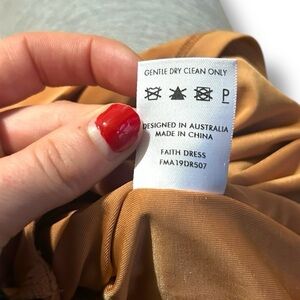 GENTLE DRY CLEAN ONLY
P
DESIGNED IN AUSTRALIA
MADE IN CHINA
FAITH DRESS
FMA19DR507